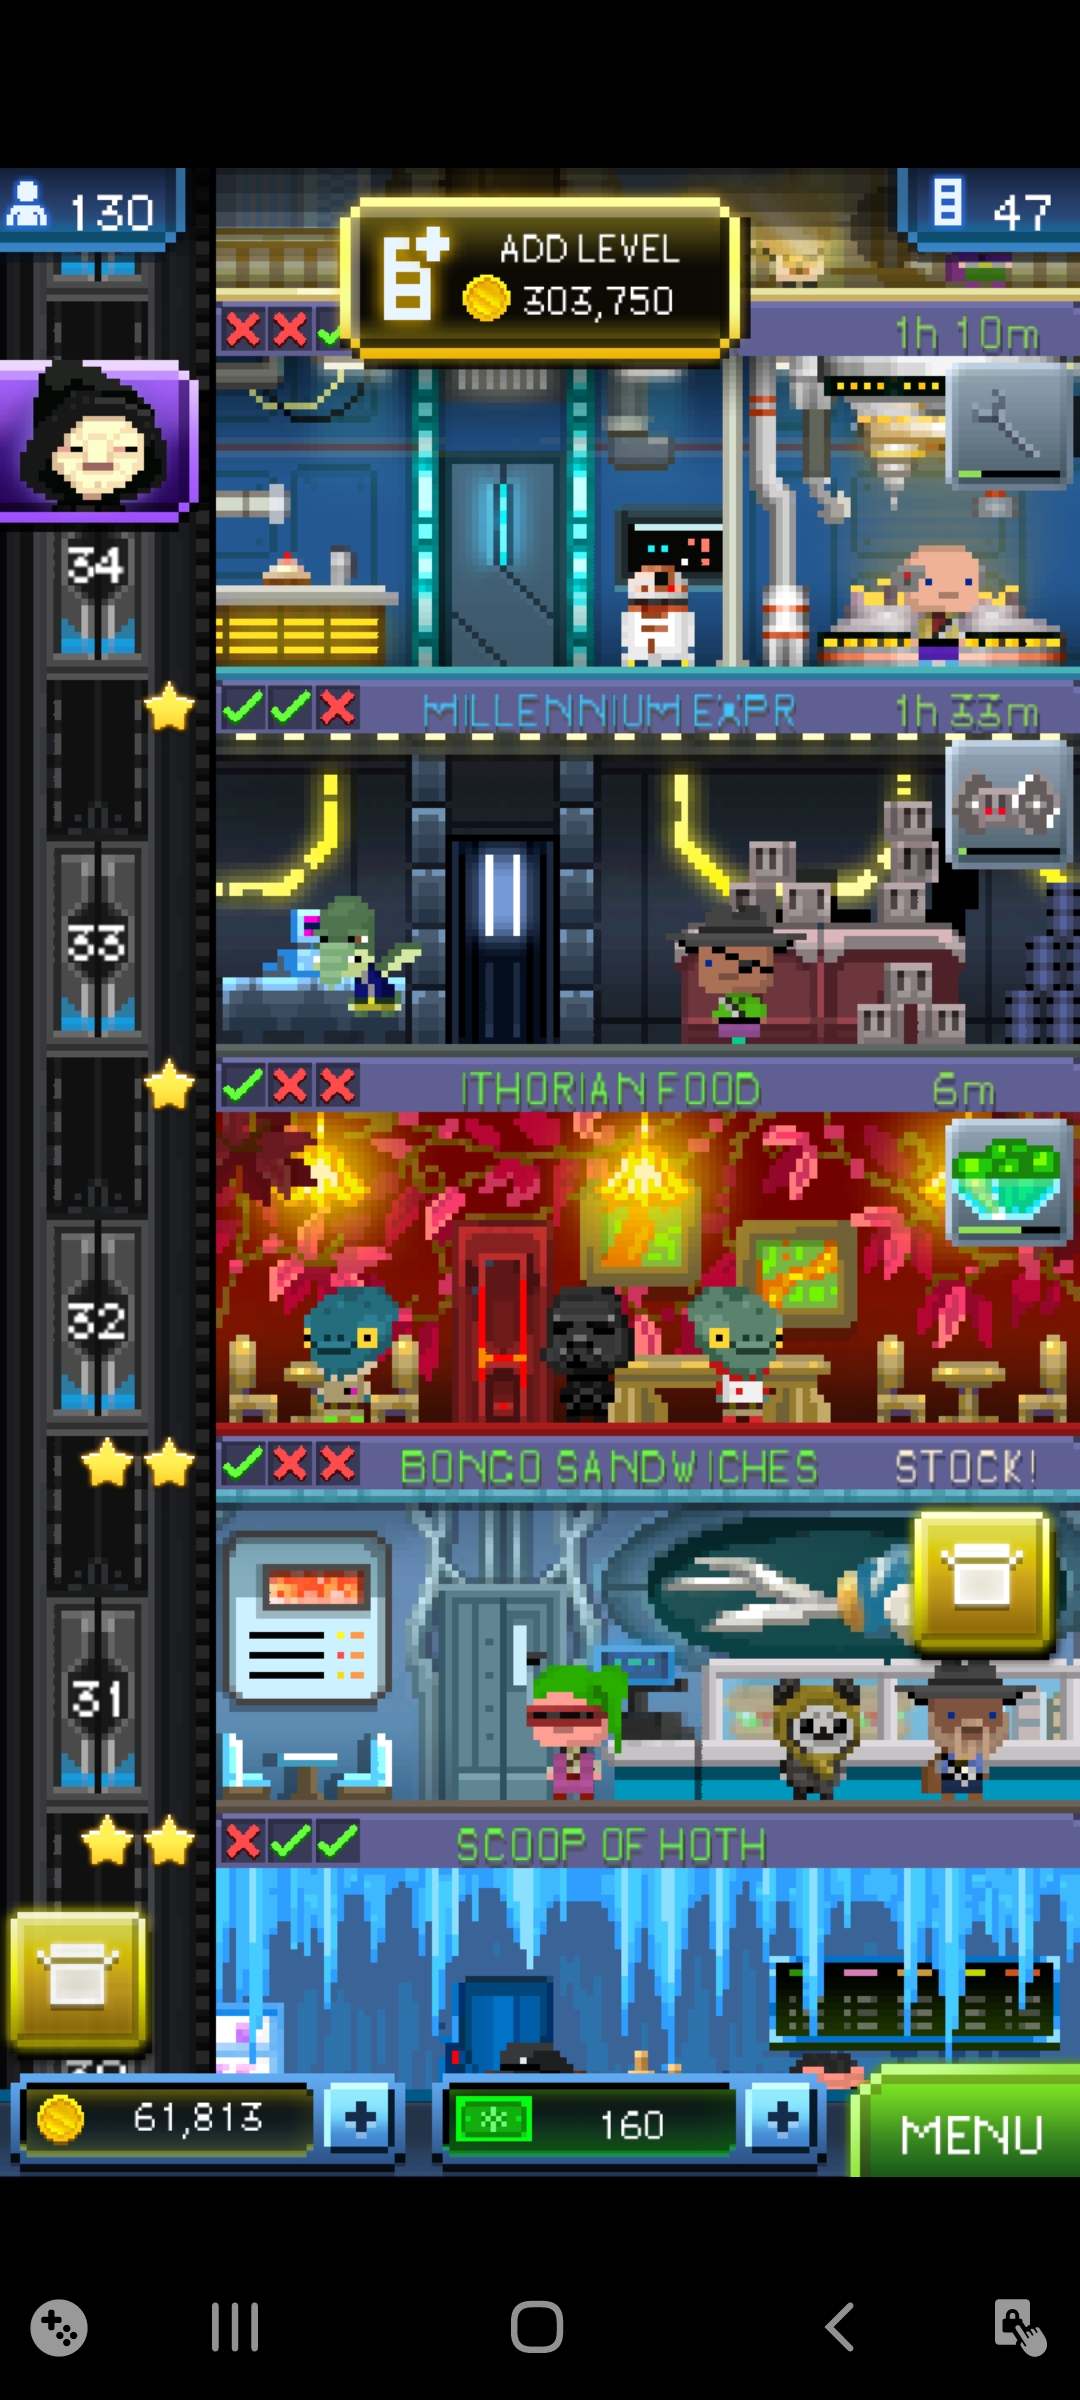 130
ADD LEVEL
303,750
47
1h 10m
34
MILLENNIUM EXPR
1h 33m
33
ITHORIAN FOOD
6m
32
BONGO SANDWICHES
STOCK!
31
SCOOP OF HOTH
61,813
160
MENU